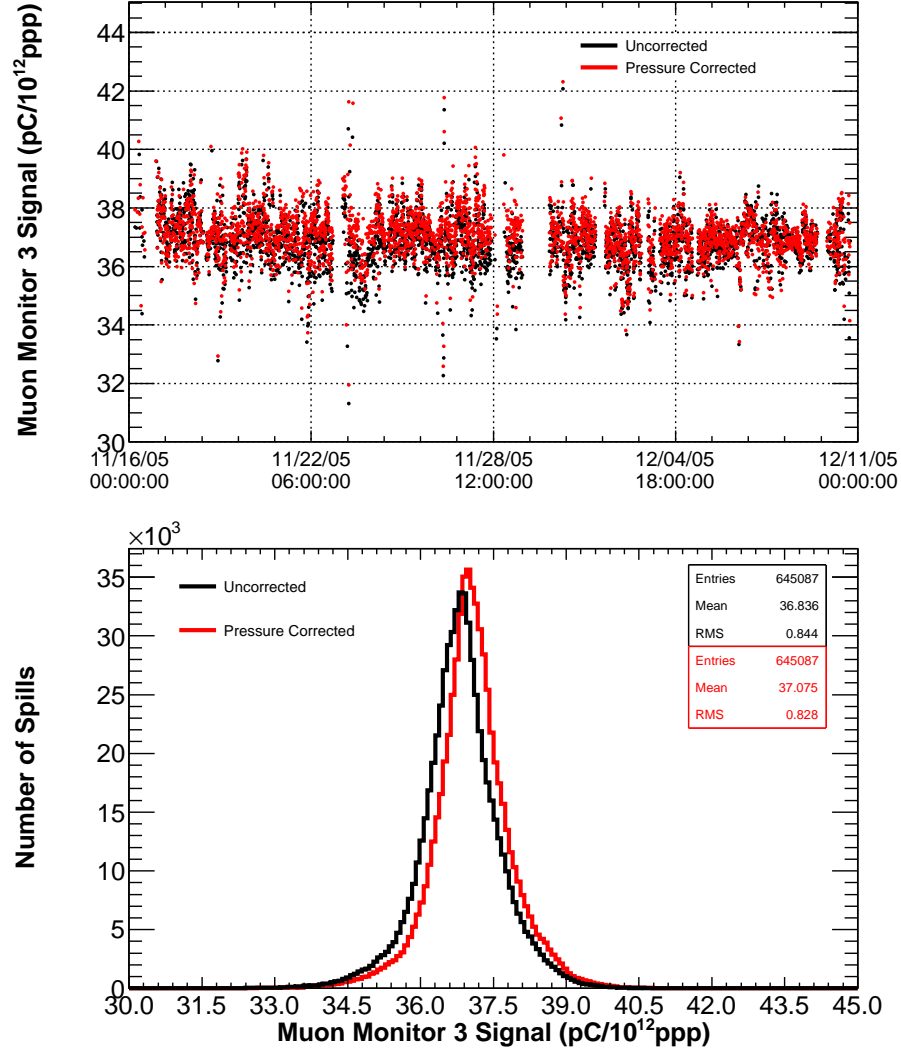 44
42
40
38
36
34
32
30
Muon Monitor 3 Signal (pC/10¹²ppp)
Uncorrected
Pressure Corrected
11/16/05 11/22/05 11/28/05 12/04/05 12/11/05
00:00:00 06:00:00 12:00:00 18:00:00 00:00:00
×10³
35
30
25
20
15
10
5
0
Number of Spills
Uncorrected
Pressure Corrected
Entries 645087
Mean 36.836
RMS 0.844
Entries 645087
Mean 37.075
RMS 0.828
30.0 31.5 33.0 34.5 36.0 37.5 39.0 40.5 42.0 43.5 45.0
Muon Monitor 3 Signal (pC/10¹²ppp)